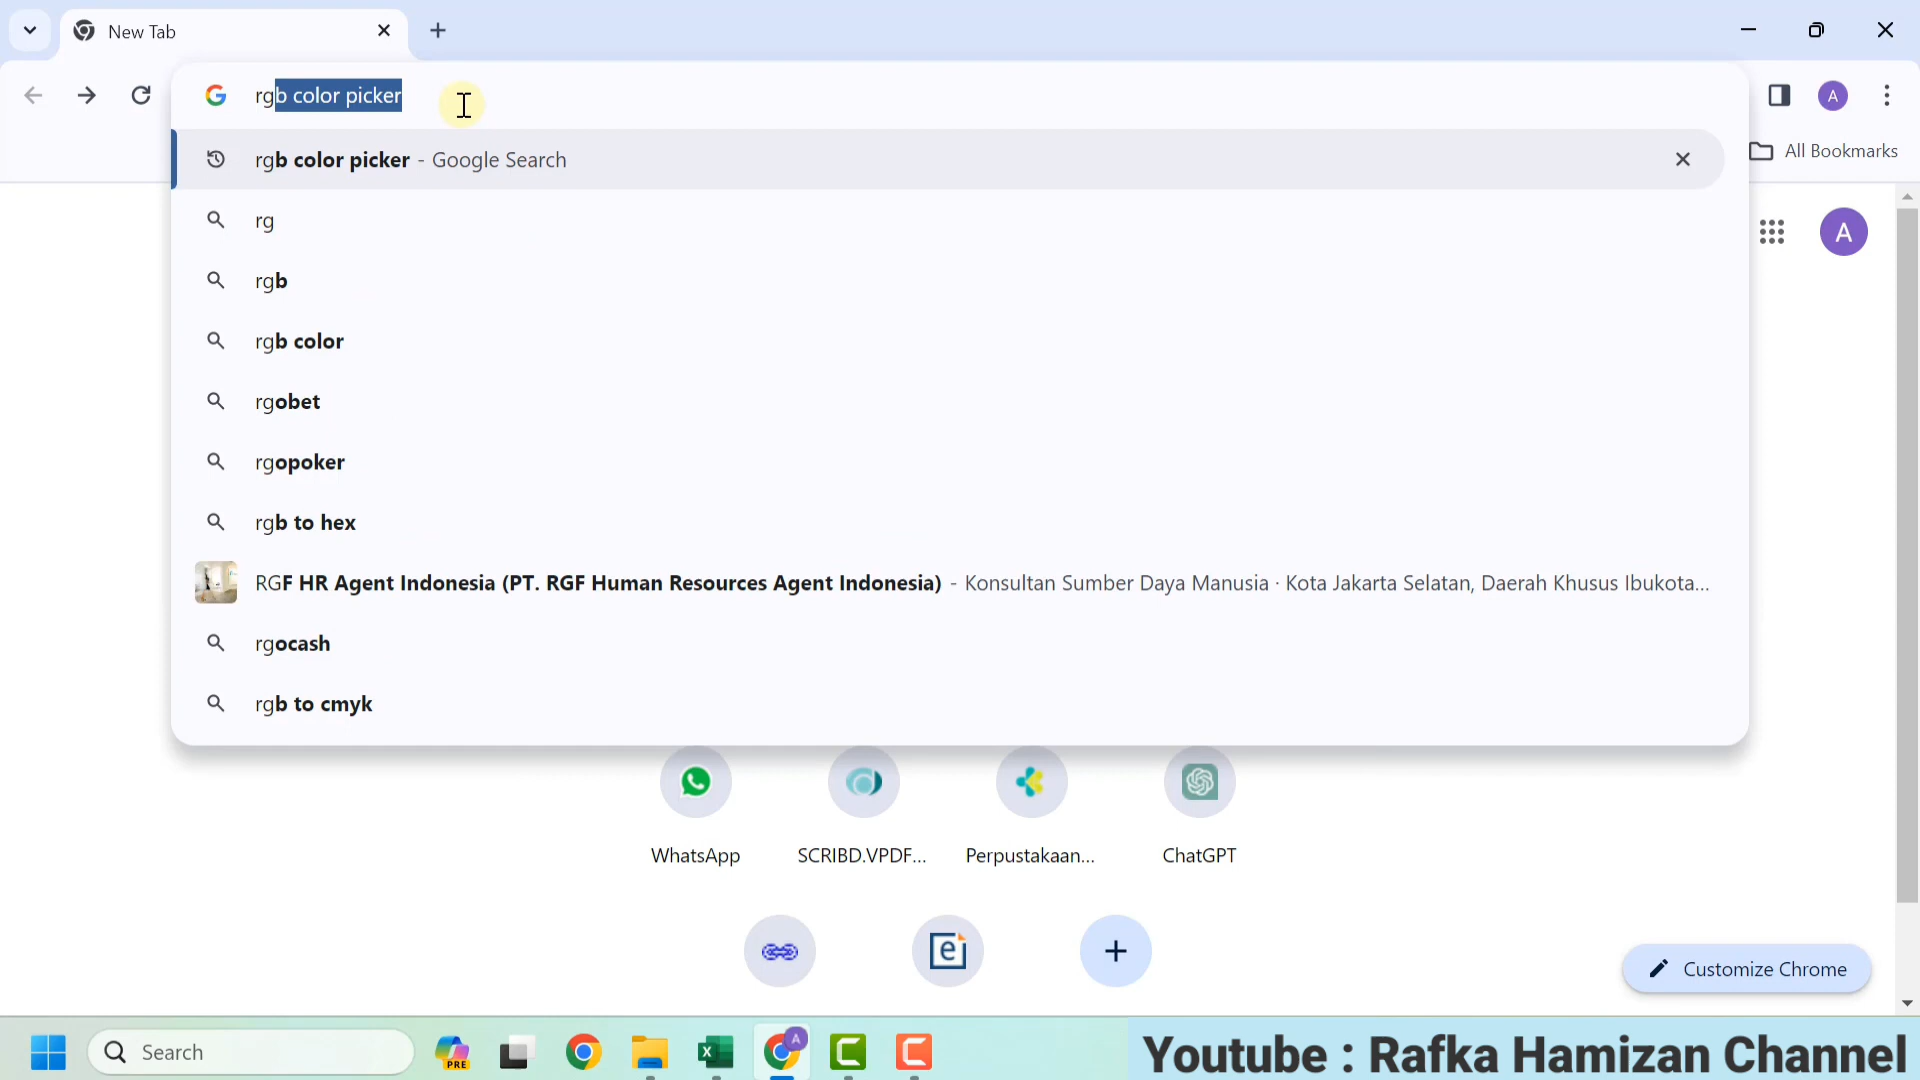 New Tab
rgb color picker
A
rgb color picker - Google Search
All Bookmarks
rg
A
rgb
rgb color
rgobet
rgopoker
rgb to hex
RGF HR Agent Indonesia (PT. RGF Human Resources Agent Indonesia) - Konsultan Sumber Daya Manusia · Kota Jakarta Selatan, Daerah Khusus Ibukota...
rgocash
rgb to cmyk
WhatsApp
SCRIBD.VPDF...
Perpustakaan...
ChatGPT
Customize Chrome
Search
PRE
A
Youtube : Rafka Hamizan Channel